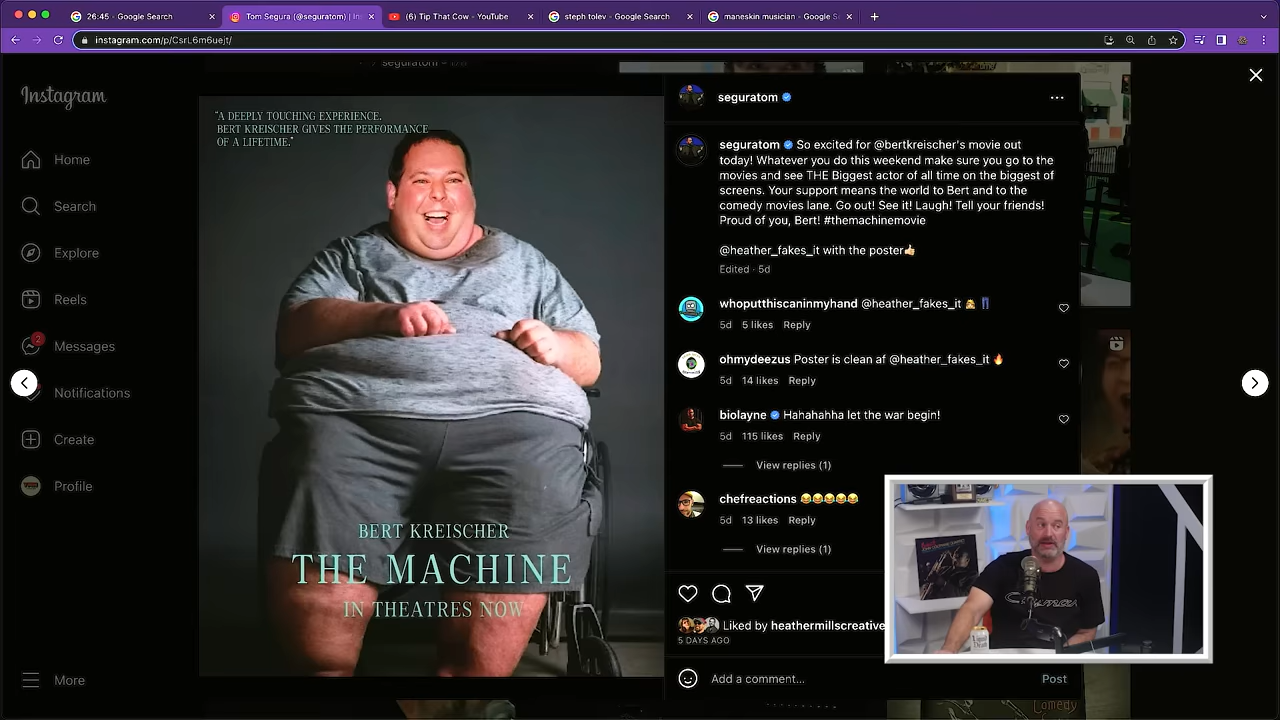 26:45 - Google Search
Tom Segura (@seguratom) | In
(6) Tip That Cow - YouTube
steph tolev - Google Search
maneskin musician - Google S
instagram.com/p/CsrL6m6uejt/
Instagram
Home
Search
Explore
Reels
2
Messages
Notifications
Create
Profile
More
"A DEEPLY TOUCHING EXPERIENCE.
BERT KREISCHER GIVES THE PERFORMANCE
OF A LIFETIME."
BERT KREISCHER
THE MACHINE
IN THEATRES NOW
seguratom
seguratom So excited for @bertkreischer's movie out
today! Whatever you do this weekend make sure you go to the
movies and see THE Biggest actor of all time on the biggest of
screens. Your support means the world to Bert and to the
comedy movies lane. Go out! See it! Laugh! Tell your friends!
Proud of you, Bert! #themachinemovie
@heather_fakes_it with the poster👍🏻
Edited · 5d
whoputthiscaninmyhand @heather_fakes_it
5d 5 likes Reply
ohmydeezus Poster is clean af @heather_fakes_it 🔥
5d 14 likes Reply
biolayne Hahahahha let the war begin!
5d 115 likes Reply
View replies (1)
chefreactions 😂😂😂😂😂
5d 13 likes Reply
View replies (1)
Liked by heathermillscreative
5 DAYS AGO
Add a comment...
Post
Comedy